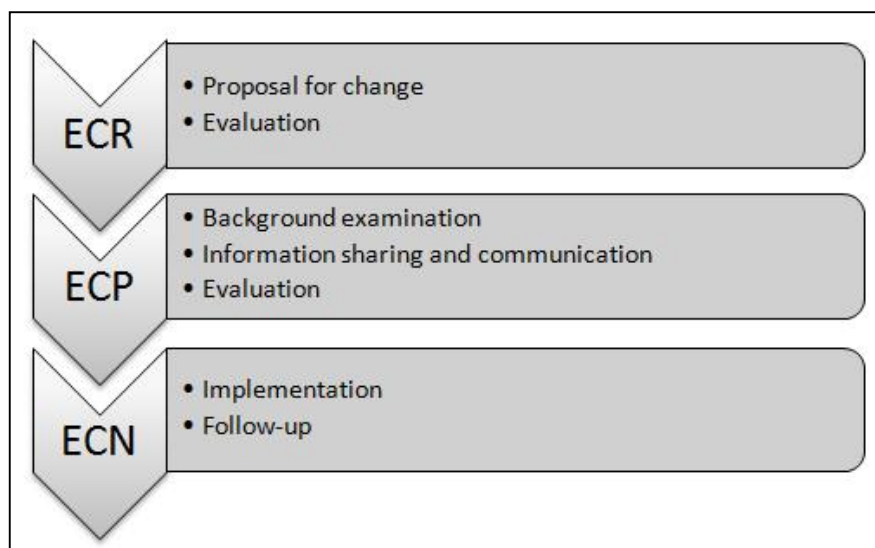 ECR
• Proposal for change
• Evaluation
ECP
• Background examination
• Information sharing and communication
• Evaluation
ECN
• Implementation
• Follow-up